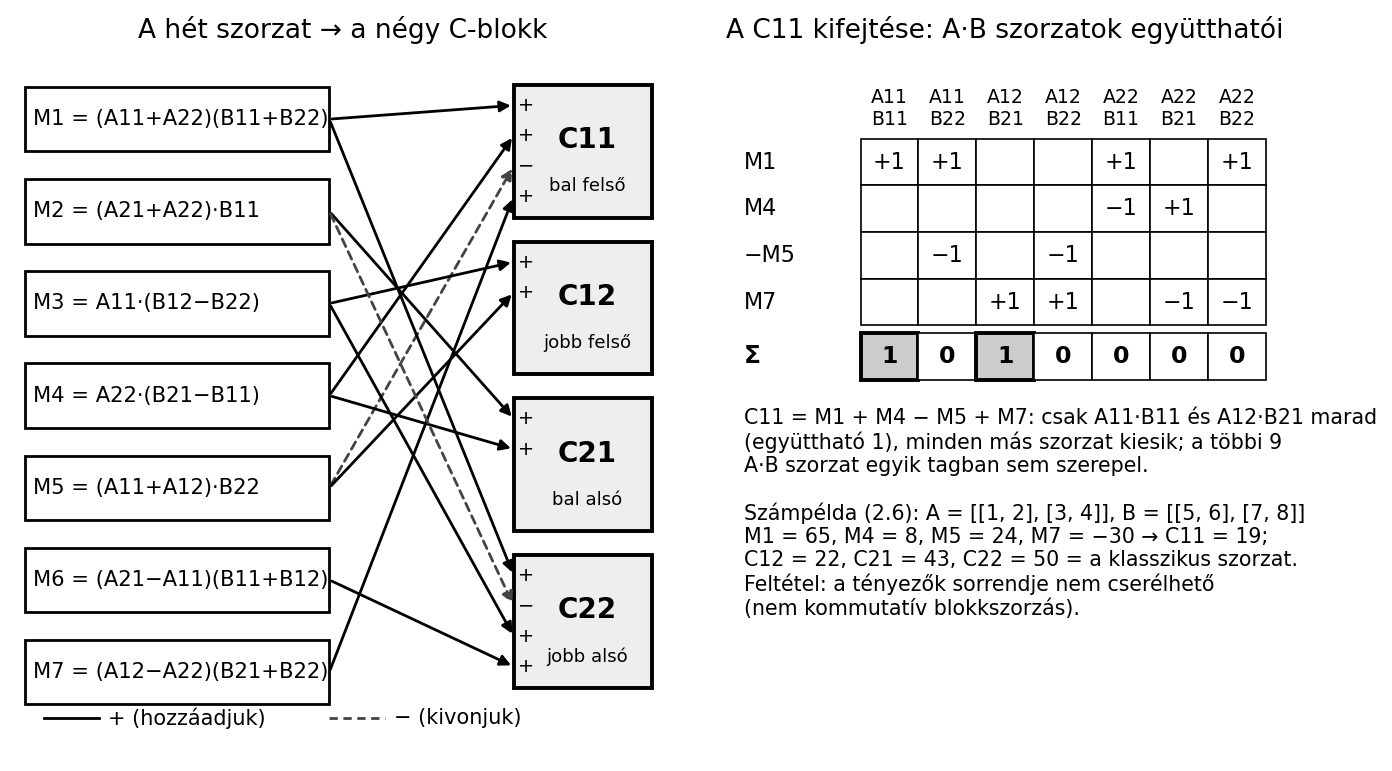 A hét szorzat → a négy C-blokk
M1 = (A11+A22)(B11+B22)
M2 = (A21+A22)·B11
M3 = A11·(B12−B22)
M4 = A22·(B21−B11)
M5 = (A11+A12)·B22
M6 = (A21−A11)(B11+B12)
M7 = (A12−A22)(B21+B22)
+
+
−
+
C11
bal felső
+
+
C12
jobb felső
+
+
C21
bal alsó
+
−
+
+
C22
jobb alsó
+ (hozzáadjuk) − (kivonjuk)
A C11 kifejtése: A·B szorzatok együtthatói
A11 A11 A12 A12 A22 A22 A22
B11 B22 B21 B22 B11 B21 B22
M1 +1 +1 +1 +1
M4 −1 +1
−M5 −1 −1
M7 +1 +1 −1 −1
Σ 1 0 1 0 0 0 0
C11 = M1 + M4 − M5 + M7: csak A11·B11 és A12·B21 marad
(együttható 1), minden más szorzat kiesik; a többi 9
A·B szorzat egyik tagban sem szerepel.
Számpélda (2.6): A = [[1, 2], [3, 4]], B = [[5, 6], [7, 8]]
M1 = 65, M4 = 8, M5 = 24, M7 = −30 → C11 = 19;
C12 = 22, C21 = 43, C22 = 50 = a klasszikus szorzat.
Feltétel: a tényezők sorrendje nem cserélhető
(nem kommutatív blokkszorzás).